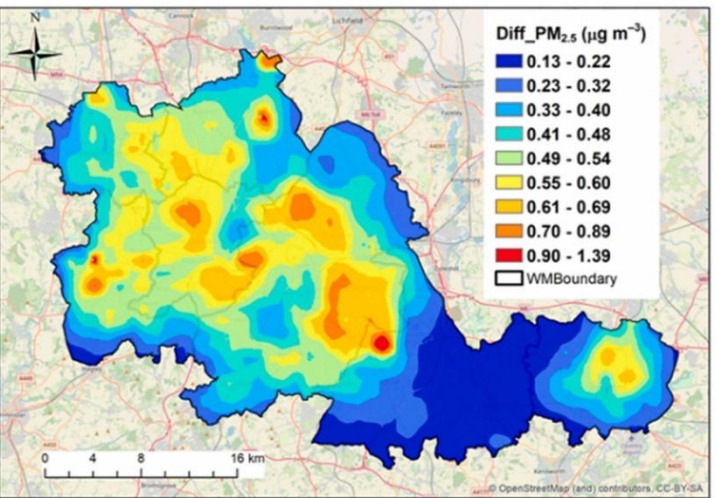 N
Cannock
Burntwood
Lichfield
Tamworth
Diff_PM2.5 (µg m⁻³)
0.13 - 0.22
0.23 - 0.32
0.33 - 0.40
0.41 - 0.48
0.49 - 0.54
0.55 - 0.60
0.61 - 0.69
0.70 - 0.89
0.90 - 1.39
WMBoundary
0 4 8 16 km
Bromsgrove
Kenilworth
© OpenStreetMap (and) contributors, CC-BY-SA